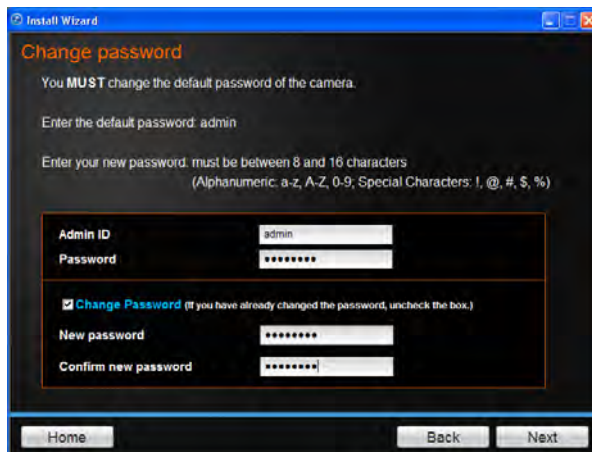 Install Wizard
Change password
You MUST change the default password of the camera.
Enter the default password: admin
Enter your new password: must be between 8 and 16 characters
(Alphanumeric: a-z, A-Z, 0-9; Special Characters: !, @, #, $, %)
Admin ID admin
Password ••••••••
Change Password (If you have already changed the password, uncheck the box.)
New password ••••••••
Confirm new password ••••••••
Home Back Next